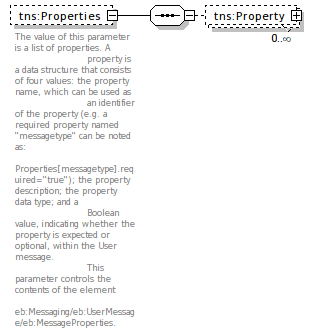 tns:Properties
tns:Property
0..∞
The value of this parameter
is a list of properties. A
property is
a data structure that consists
of four values: the property
name, which can be used as
an identifier
of the property (e.g. a
required property named
"messagetype" can be noted
as:
Properties[messagetype].req
uired="true"); the property
description; the property
data type; and a
Boolean
value, indicating whether the
property is expected or
optional, within the User
message.
This
parameter controls the
contents of the element
eb:Messaging/eb:UserMessag
e/eb:MessageProperties.